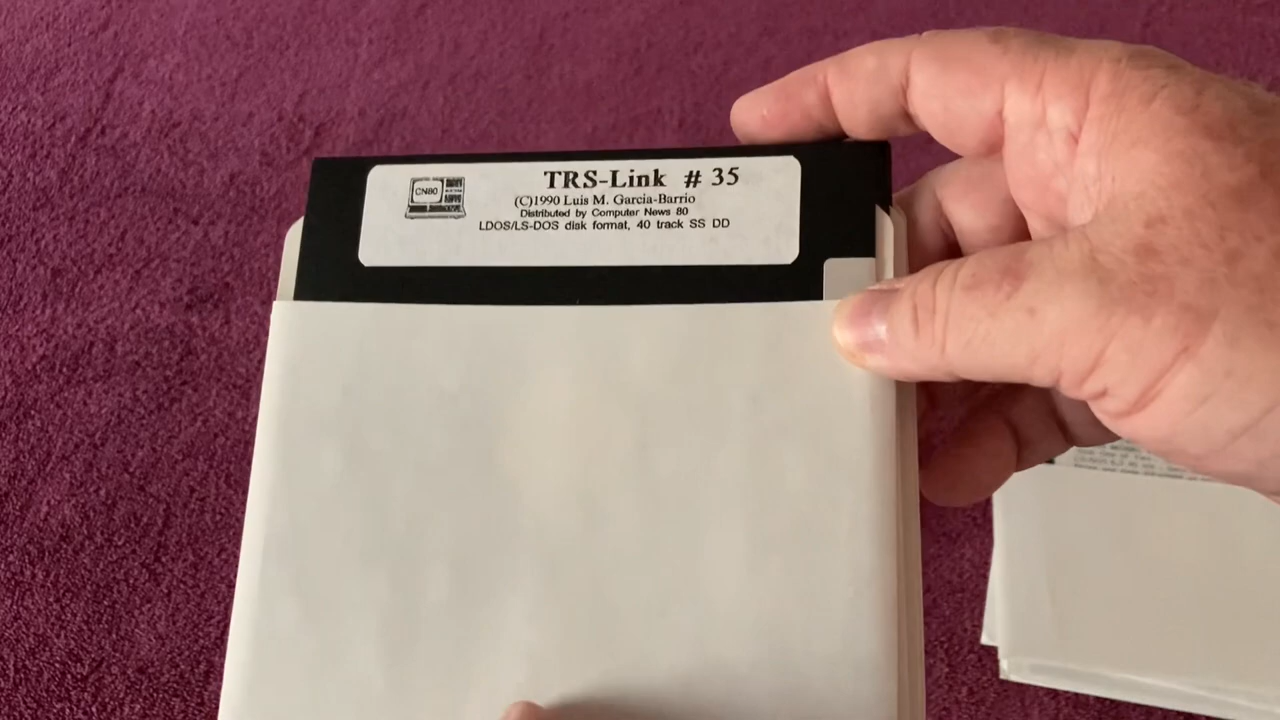 TRS-Link # 35
CN80
(C)1990 Luis M. Garcia-Barrio
Distributed by Computer News 80
LDOS/LS-DOS disk format, 40 track SS DD